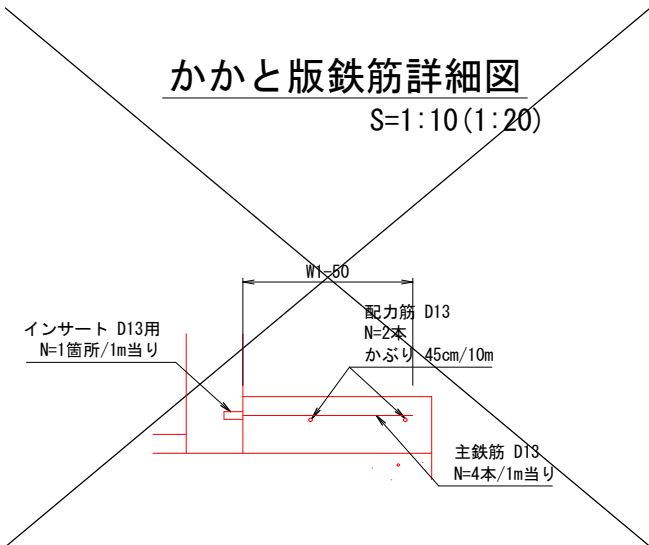 かかと版鉄筋詳細図
S=1:10(1:20)
W1-50
配力筋 D13
N=2本
かぶり 45cm/10m
インサート D13用
N=1箇所/1m当り
主鉄筋 D13
N=4本/1m当り